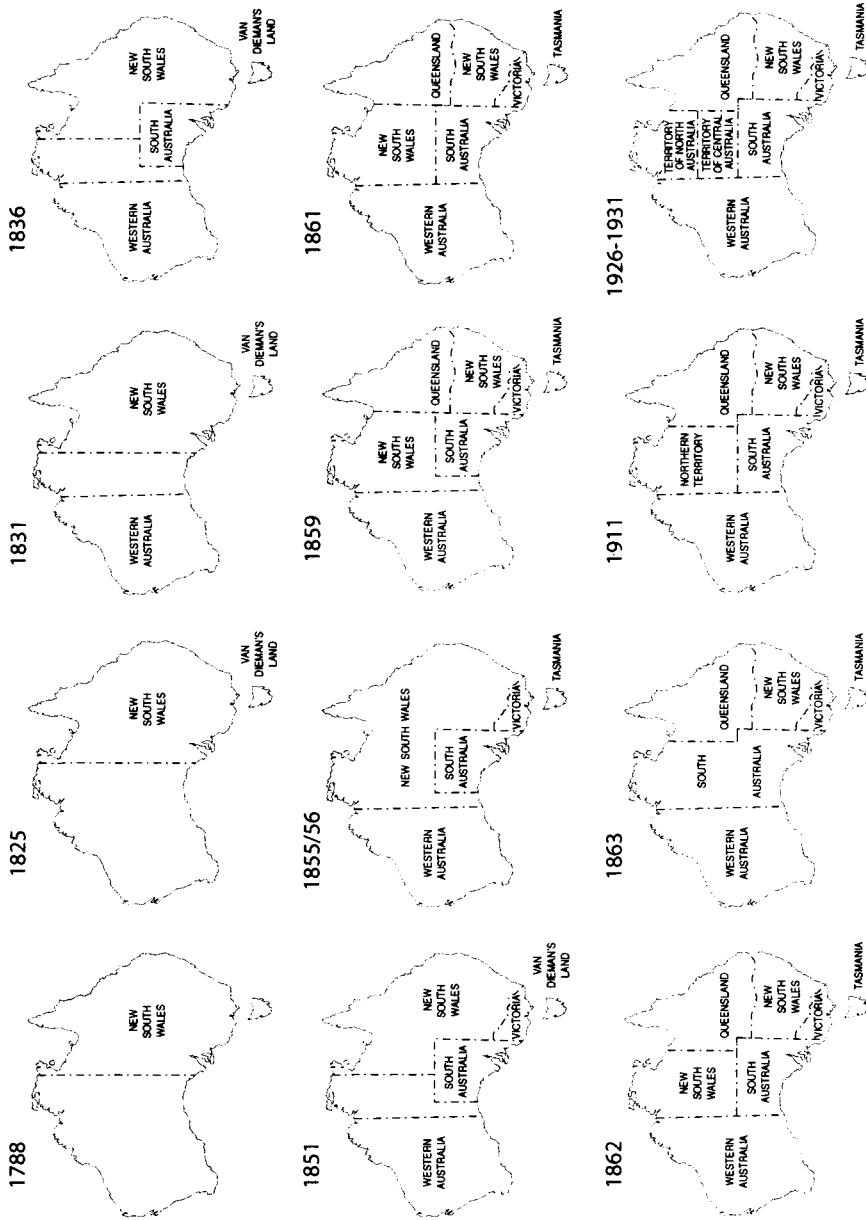 1788
NEW
SOUTH
WALES
1825
NEW
SOUTH
WALES
VAN
DIEMAN'S
LAND
1831
WESTERN
AUSTRALIA
NEW
SOUTH
WALES
VAN
DIEMAN'S
LAND
1836
WESTERN
AUSTRALIA
SOUTH
AUSTRALIA
NEW
SOUTH
WALES
VAN
DIEMAN'S
LAND
1851
WESTERN
AUSTRALIA
SOUTH
AUSTRALIA
NEW
SOUTH
WALES
VICTORIA
VAN
DIEMAN'S
LAND
1855/56
WESTERN
AUSTRALIA
NEW SOUTH WALES
SOUTH
AUSTRALIA
VICTORIA
TASMANIA
1859
WESTERN
AUSTRALIA
NEW
SOUTH
WALES
SOUTH
AUSTRALIA
QUEENSLAND
NEW
SOUTH
WALES
VICTORIA
TASMANIA
1861
WESTERN
AUSTRALIA
NEW
SOUTH
WALES
SOUTH
AUSTRALIA
QUEENSLAND
NEW
SOUTH
WALES
VICTORIA
TASMANIA
1862
WESTERN
AUSTRALIA
NEW
SOUTH
WALES
SOUTH
AUSTRALIA
QUEENSLAND
NEW
SOUTH
WALES
VICTORIA
TASMANIA
1863
WESTERN
AUSTRALIA
SOUTH
AUSTRALIA
QUEENSLAND
NEW
SOUTH
WALES
VICTORIA
TASMANIA
1911
WESTERN
AUSTRALIA
NORTHERN
TERRITORY
SOUTH
AUSTRALIA
QUEENSLAND
NEW
SOUTH
WALES
VICTORIA
TASMANIA
1926-1931
WESTERN
AUSTRALIA
TERRITORY
OF NORTH
AUSTRALIA
TERRITORY
OF CENTRAL
AUSTRALIA
SOUTH
AUSTRALIA
QUEENSLAND
NEW
SOUTH
WALES
VICTORIA
TASMANIA